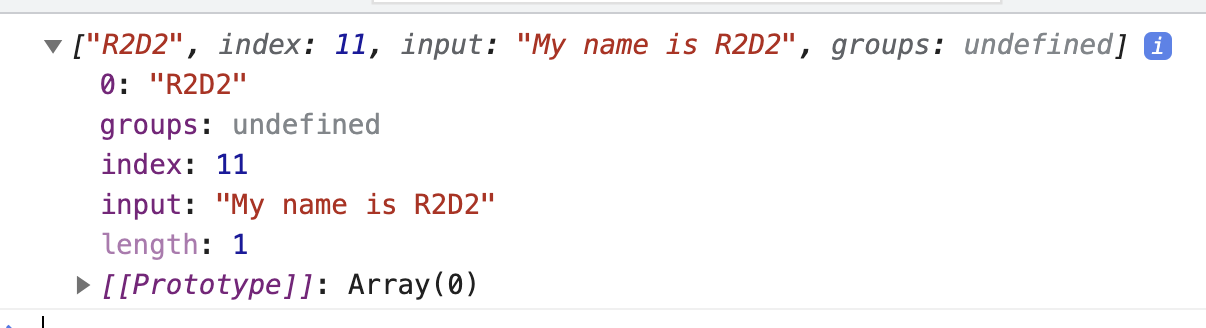 ▼ ["R2D2", index: 11, input: "My name is R2D2", groups: undefined] i
0: "R2D2"
groups: undefined
index: 11
input: "My name is R2D2"
length: 1
▶ [[Prototype]]: Array(0)